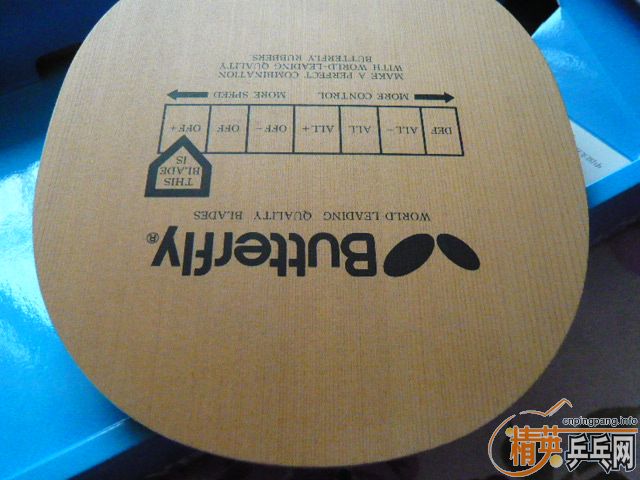 Butterfly®
WORLD-LEADING QUALITY BLADES
THIS
BLADE
IS
DEF ALL- ALL ALL+ OFF- OFF OFF+
MORE CONTROL MORE SPEED
MAKE A PERFECT COMBINATION
WITH WORLD-LEADING QUALITY
BUTTERFLY RUBBERS
cnpingpang.info
精英乒乓网